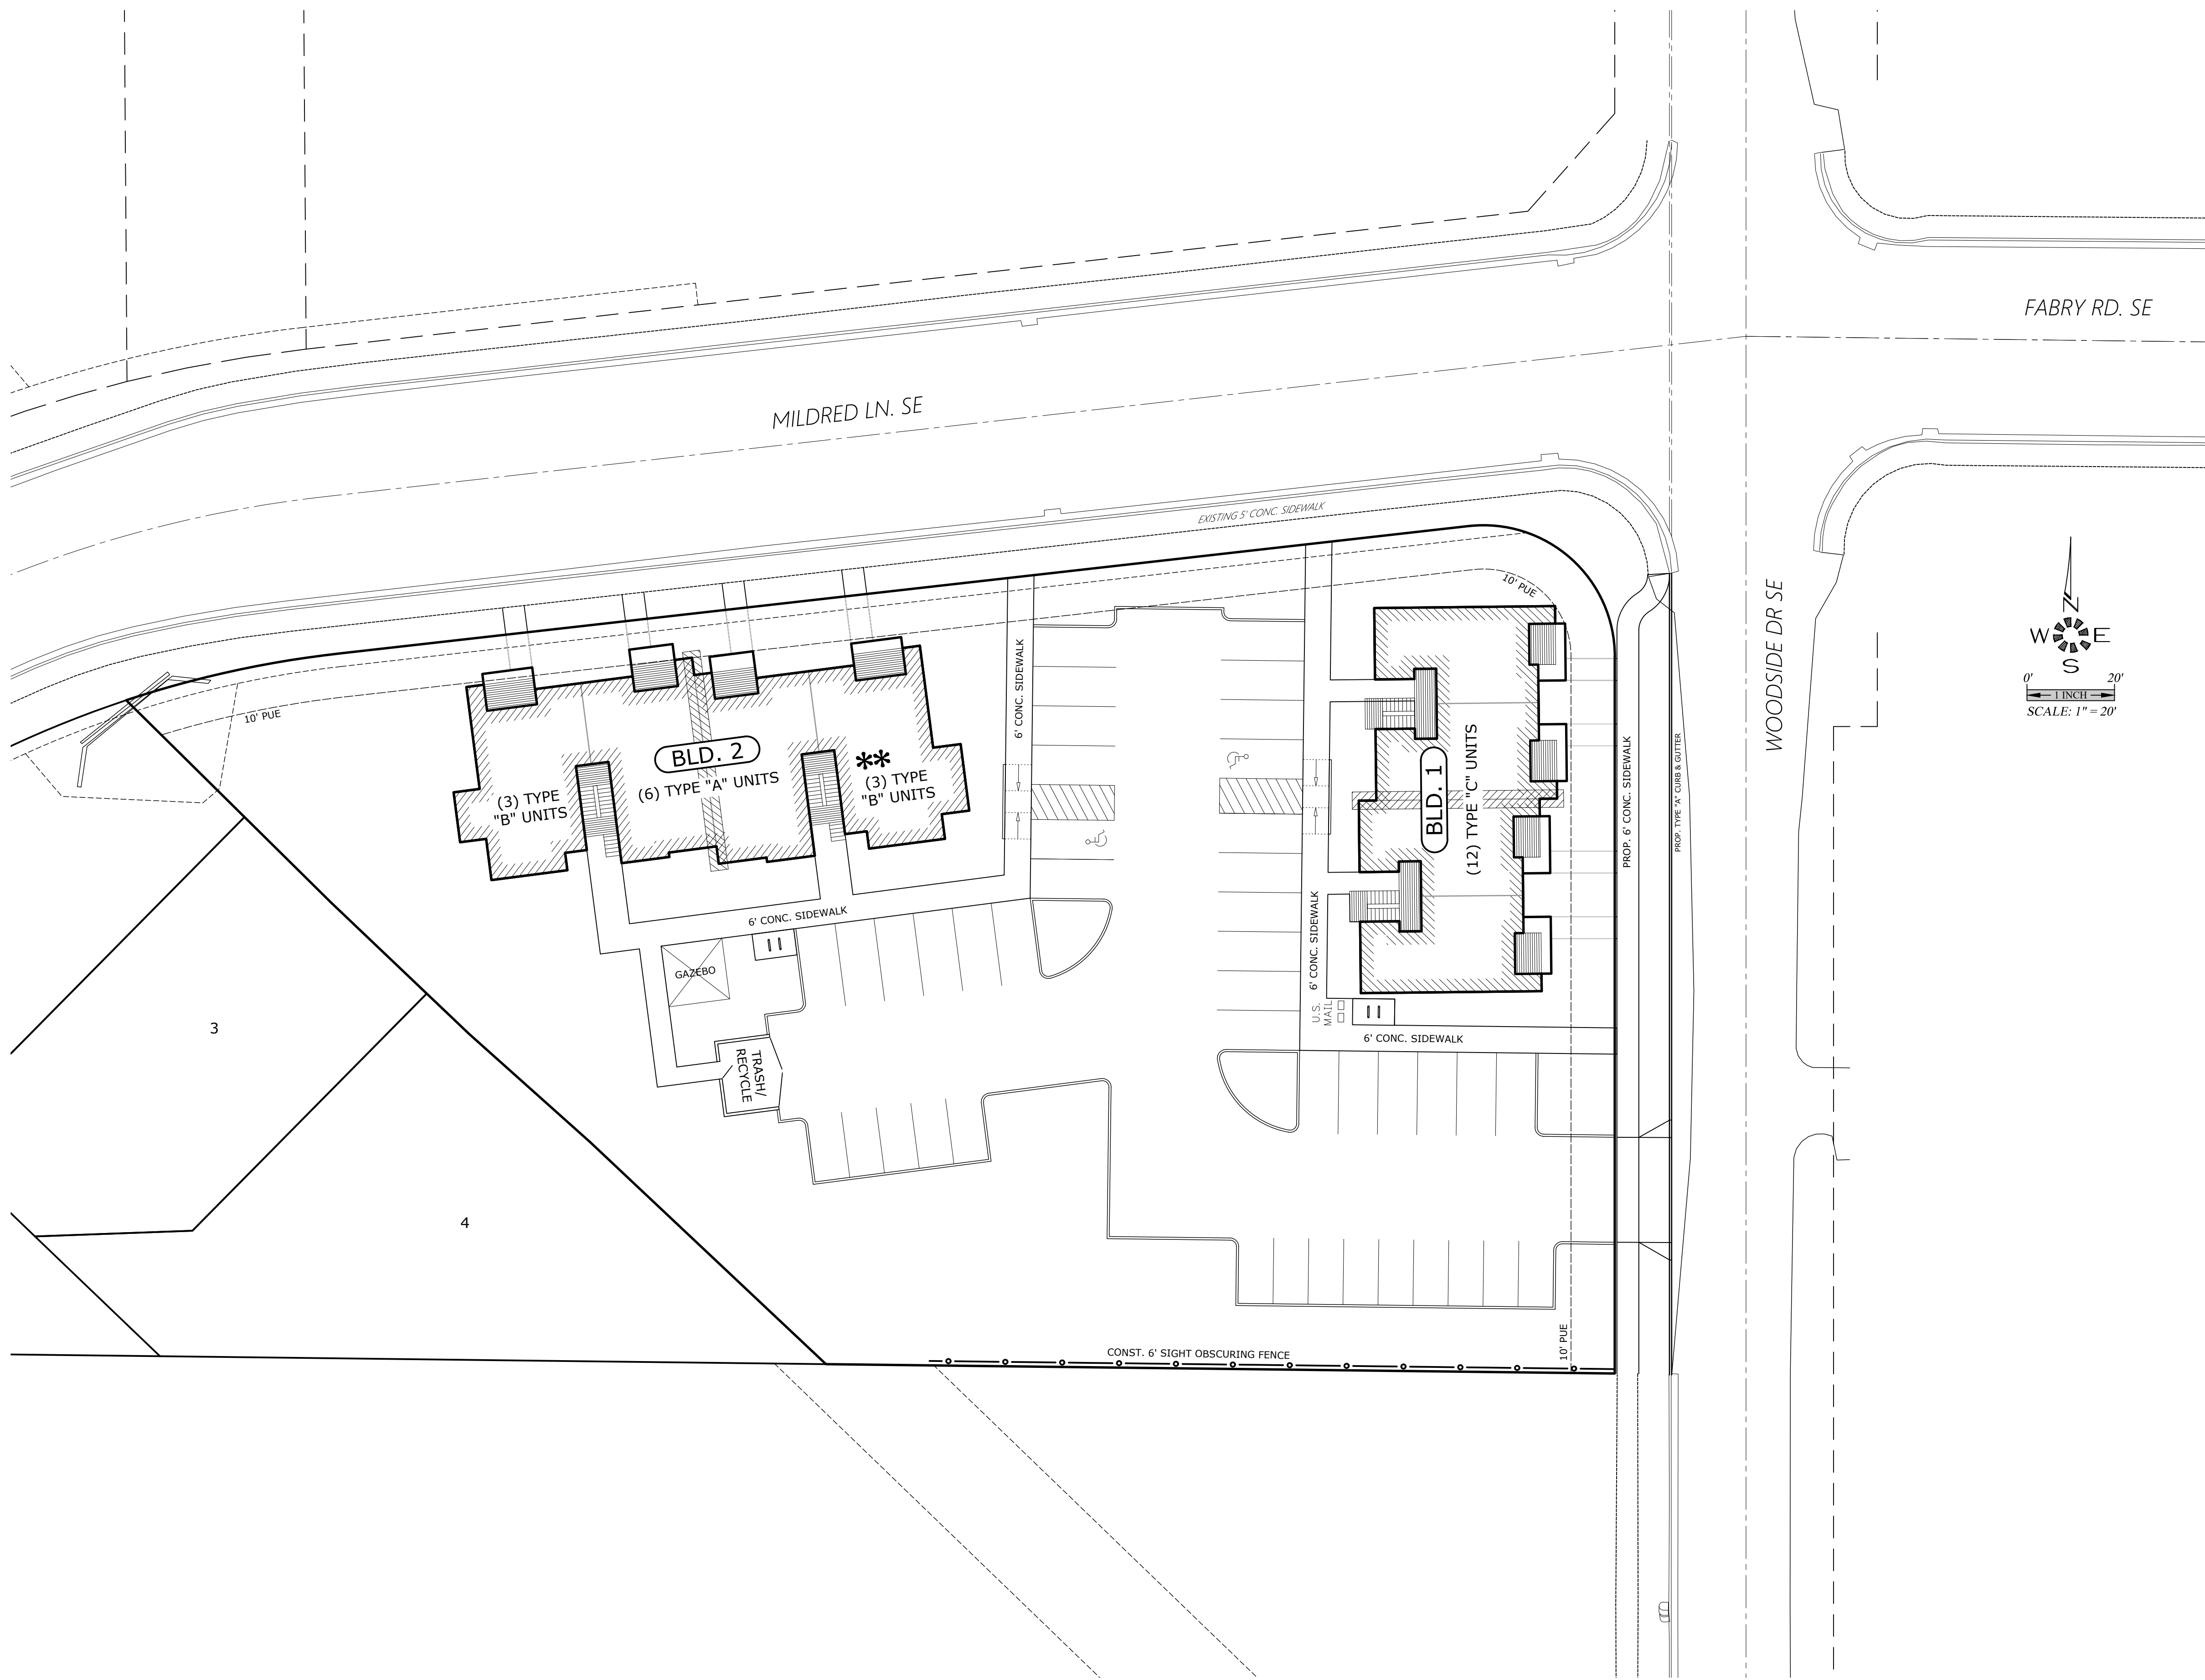 FABRY RD. SE
MILDRED LN. SE
EXISTING 5' CONC. SIDEWALK
10' PUE
WOODSIDE DR SE
N
W E
S
0' 20'
1 INCH
SCALE: 1" = 20'
10' PUE
6' CONC. SIDEWALK
BLD. 2
(6) TYPE "A" UNITS
(3) TYPE
"B" UNITS
**
(3) TYPE
"B" UNITS
BLD. 1
(12) TYPE "C" UNITS
PROP. 6' CONC. SIDEWALK
PROP. TYPE "A" CURB & GUTTER
6' CONC. SIDEWALK
6' CONC. SIDEWALK
GAZEBO
U.S.
MAIL
6' CONC. SIDEWALK
TRASH/
RECYCLE
3
4
CONST. 6' SIGHT OBSCURING FENCE
10' PUE